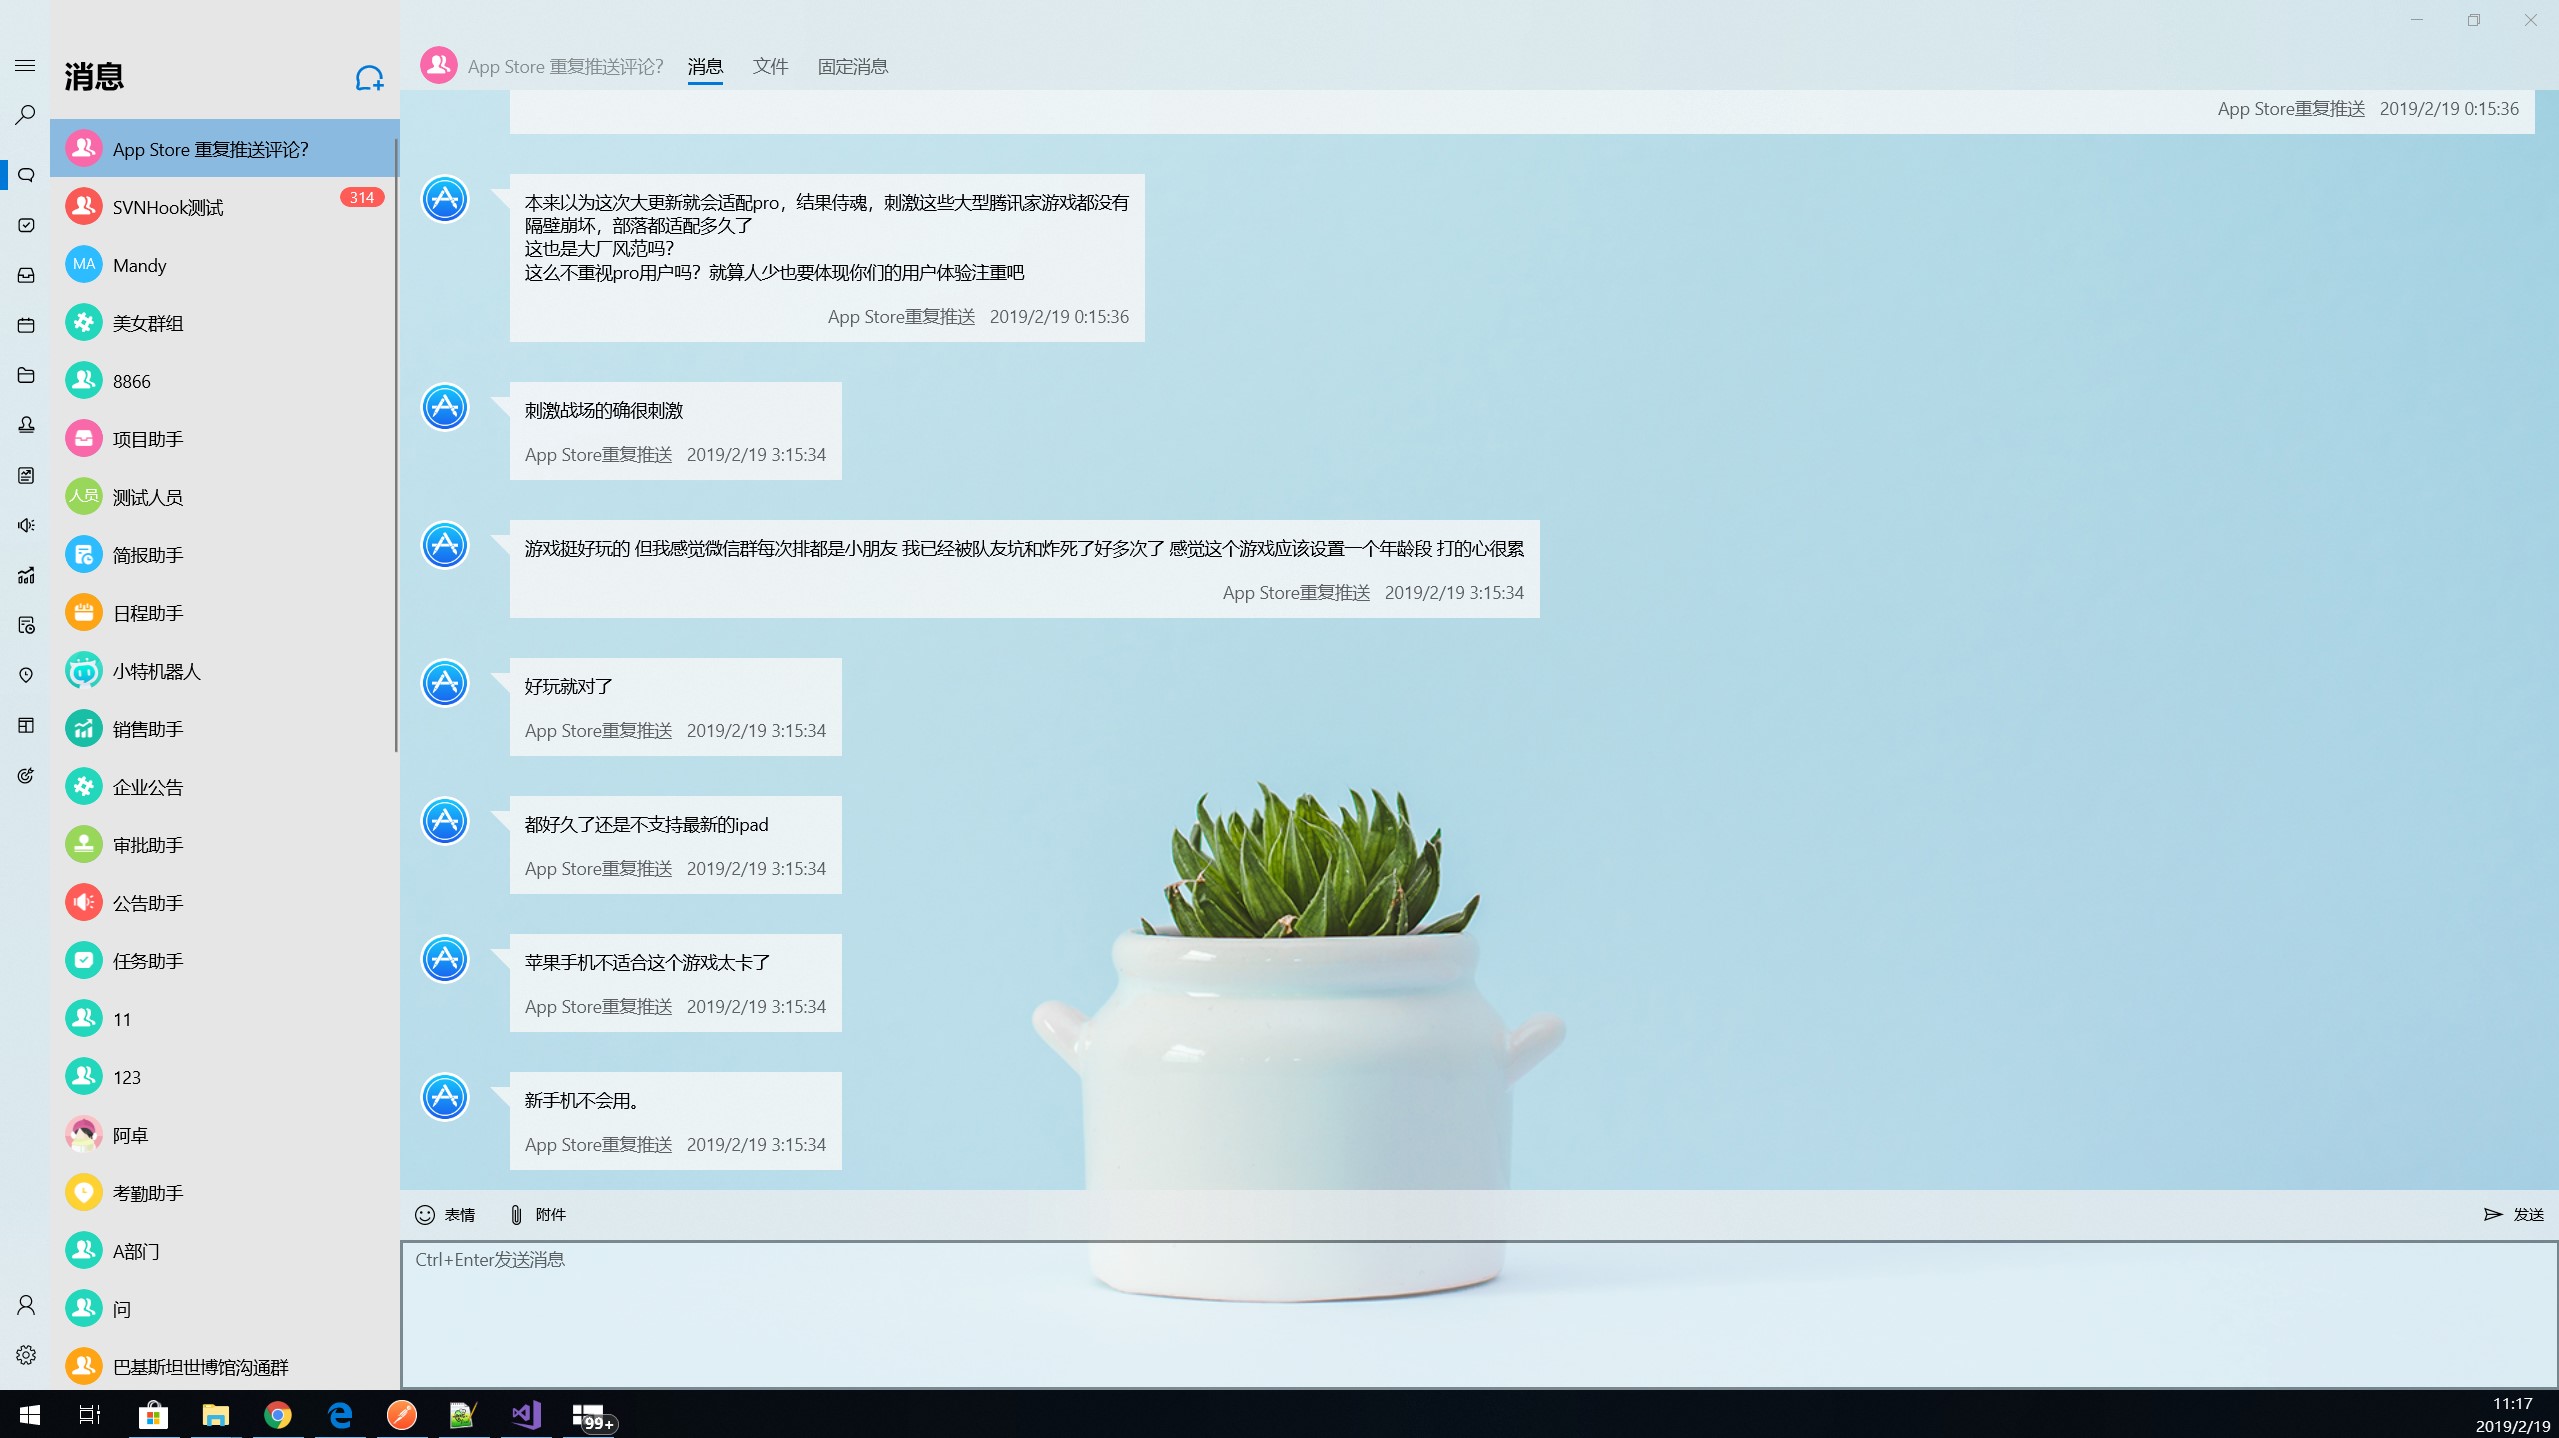 消息
App Store 重复推送评论?
SVNHook测试
314
MA
Mandy
美女群组
8866
项目助手
人员
测试人员
简报助手
日程助手
小特机器人
销售助手
企业公告
审批助手
公告助手
任务助手
11
123
阿卓
考勤助手
A部门
问
巴基斯坦世博馆沟通群
App Store 重复推送评论?
消息
文件
固定消息
App Store重复推送 2019/2/19 0:15:36
本来以为这次大更新就会适配pro，结果侍魂，刺激这些大型腾讯家游戏都没有
隔壁崩坏，部落都适配多久了
这也是大厂风范吗？
这么不重视pro用户吗？就算人少也要体现你们的用户体验注重吧
App Store重复推送 2019/2/19 0:15:36
刺激战场的确很刺激
App Store重复推送 2019/2/19 3:15:34
游戏挺好玩的 但我感觉微信群每次排都是小朋友 我已经被队友坑和炸死了好多次了 感觉这个游戏应该设置一个年龄段 打的心很累
App Store重复推送 2019/2/19 3:15:34
好玩就对了
App Store重复推送 2019/2/19 3:15:34
都好久了还是不支持最新的ipad
App Store重复推送 2019/2/19 3:15:34
苹果手机不适合这个游戏太卡了
App Store重复推送 2019/2/19 3:15:34
新手机不会用。
App Store重复推送 2019/2/19 3:15:34
表情
附件
发送
Ctrl+Enter发送消息
99+
11:17
2019/2/19